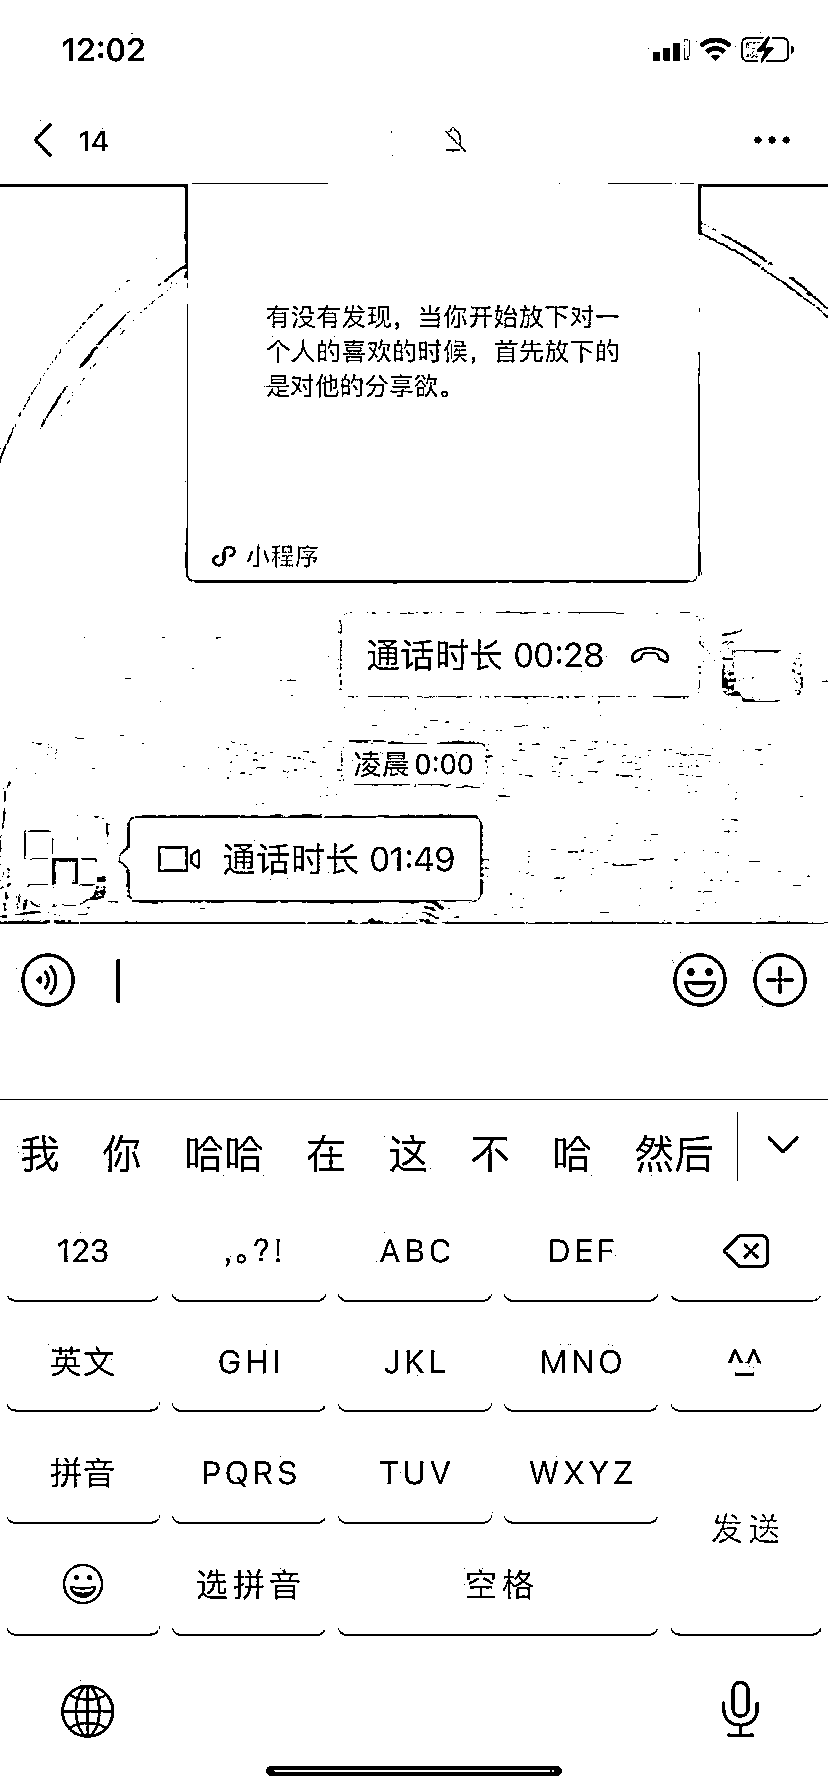 12:02
14
有没有发现，当你开始放下对一
个人的喜欢的时候，首先放下的
是对他的分享欲。
小程序
通话时长 00:28
凌晨0:00
通话时长 01:49
我 你 哈哈 在 这 不 哈 然后
123 ,。?! ABC DEF
英文 GHI JKL MNO ^^
拼音 PQRS TUV WXYZ
发送
选拼音 空格